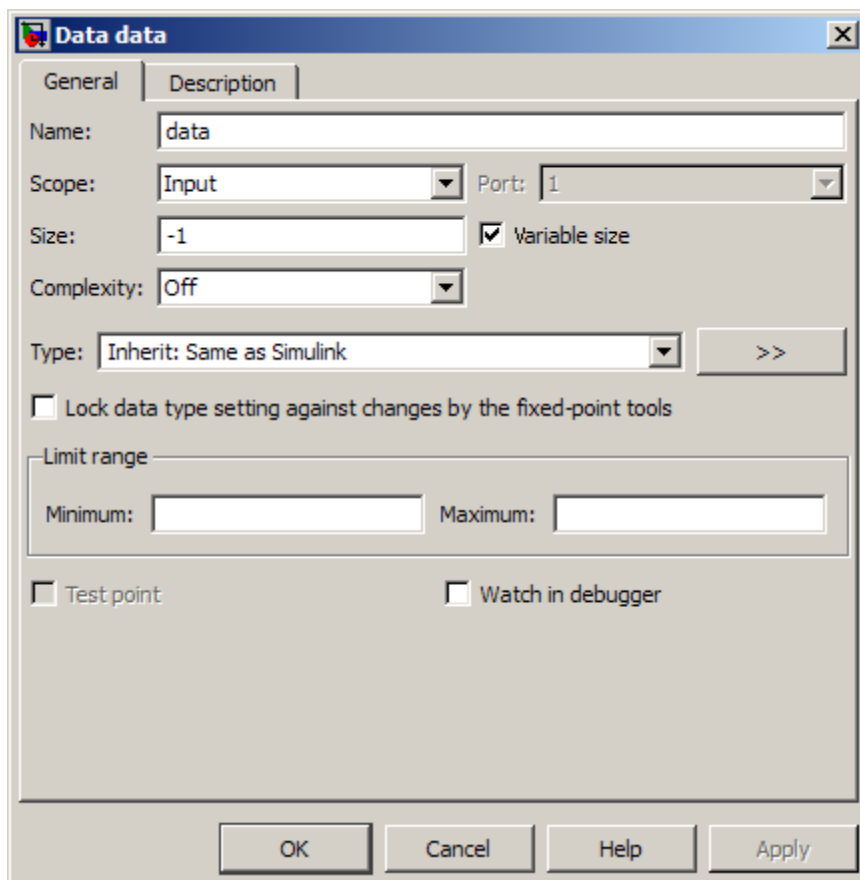 Data data
General Description
Name: data
Scope: Input Port: 1
Size: -1 Variable size
Complexity: Off
Type: Inherit: Same as Simulink >>
Lock data type setting against changes by the fixed-point tools
Limit range
Minimum: Maximum:
Test point Watch in debugger
OK Cancel Help Apply